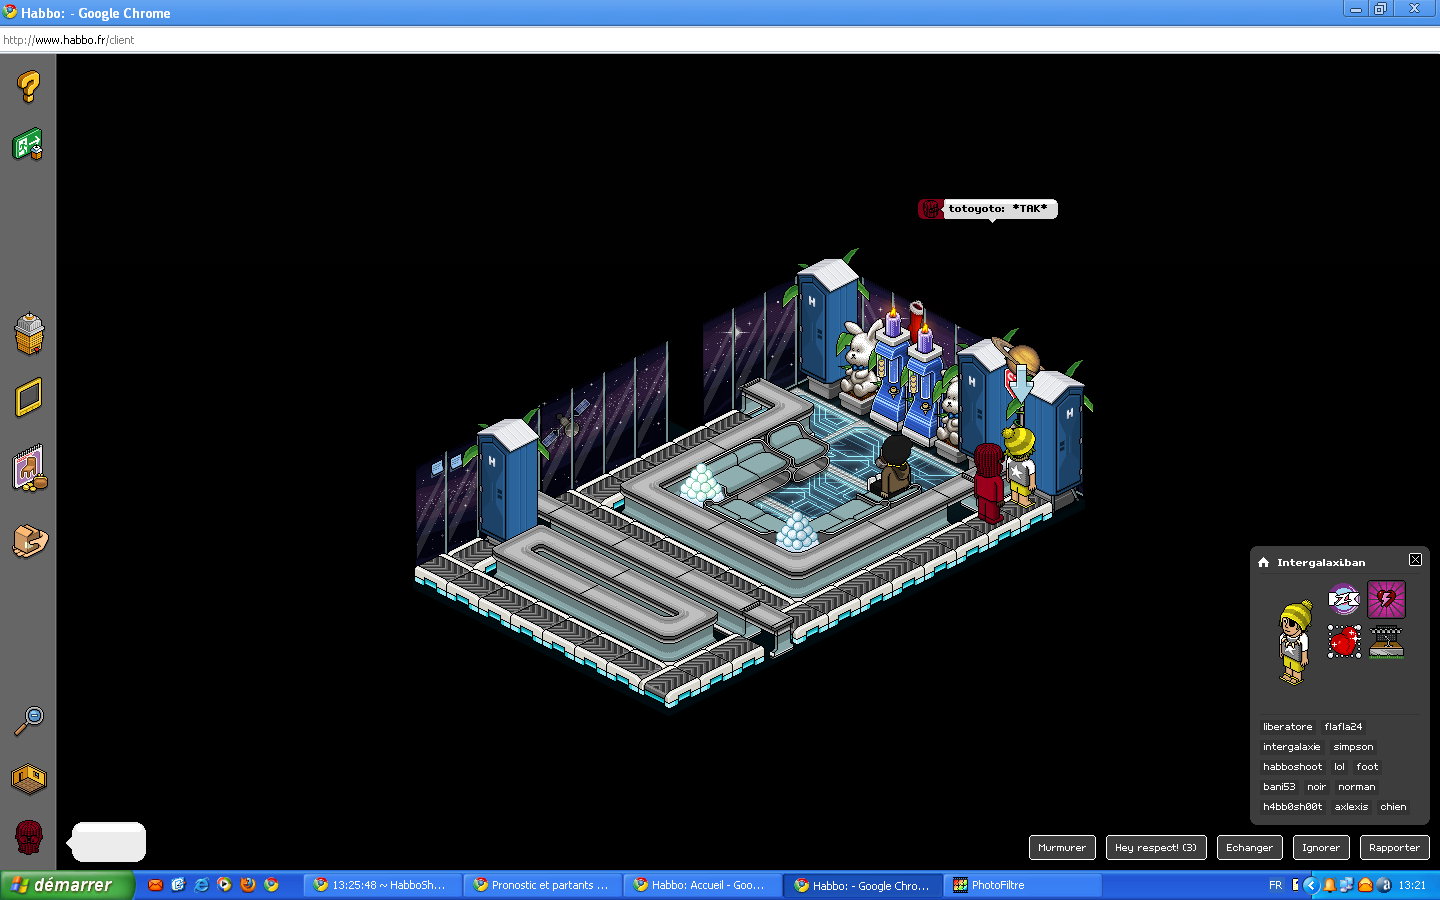 Habbo: - Google Chrome
http://www.habbo.fr/client
totoyoto: *TAK*
H
H
H
H
Intergalaxi.ban
liberatore flafla24
intergalaxie simpson
habboshoot lol foot
bani53 noir norman
h4bb0sh00t axlexis chien
Murmurer Hey respect! (3) Echanger Ignorer Rapporter
démarrer 13:25:48 ~ HabboSh... Pronostic et partants ... Habbo: Accueil - Goo... Habbo: - Google Chro... PhotoFiltre FR 13:21